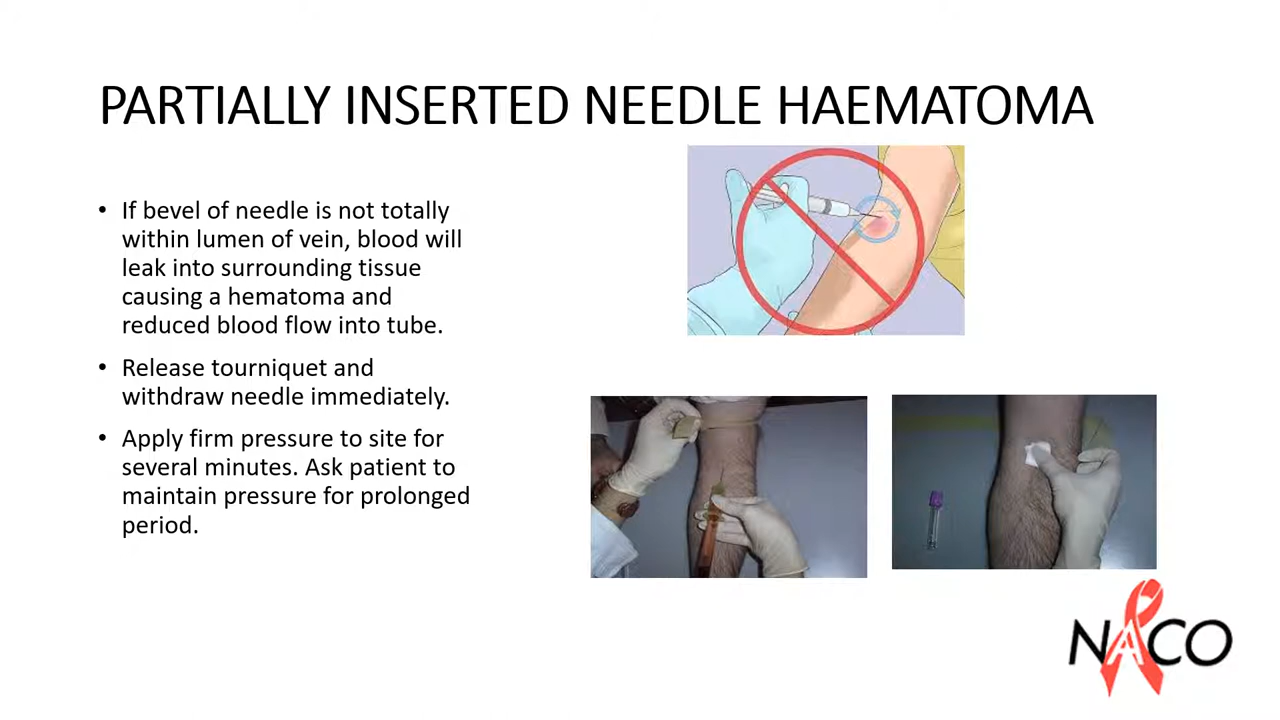 PARTIALLY INSERTED NEEDLE HAEMATOMA
• If bevel of needle is not totally
within lumen of vein, blood will
leak into surrounding tissue
causing a hematoma and
reduced blood flow into tube.
• Release tourniquet and
withdraw needle immediately.
• Apply firm pressure to site for
several minutes. Ask patient to
maintain pressure for prolonged
period.
NACO